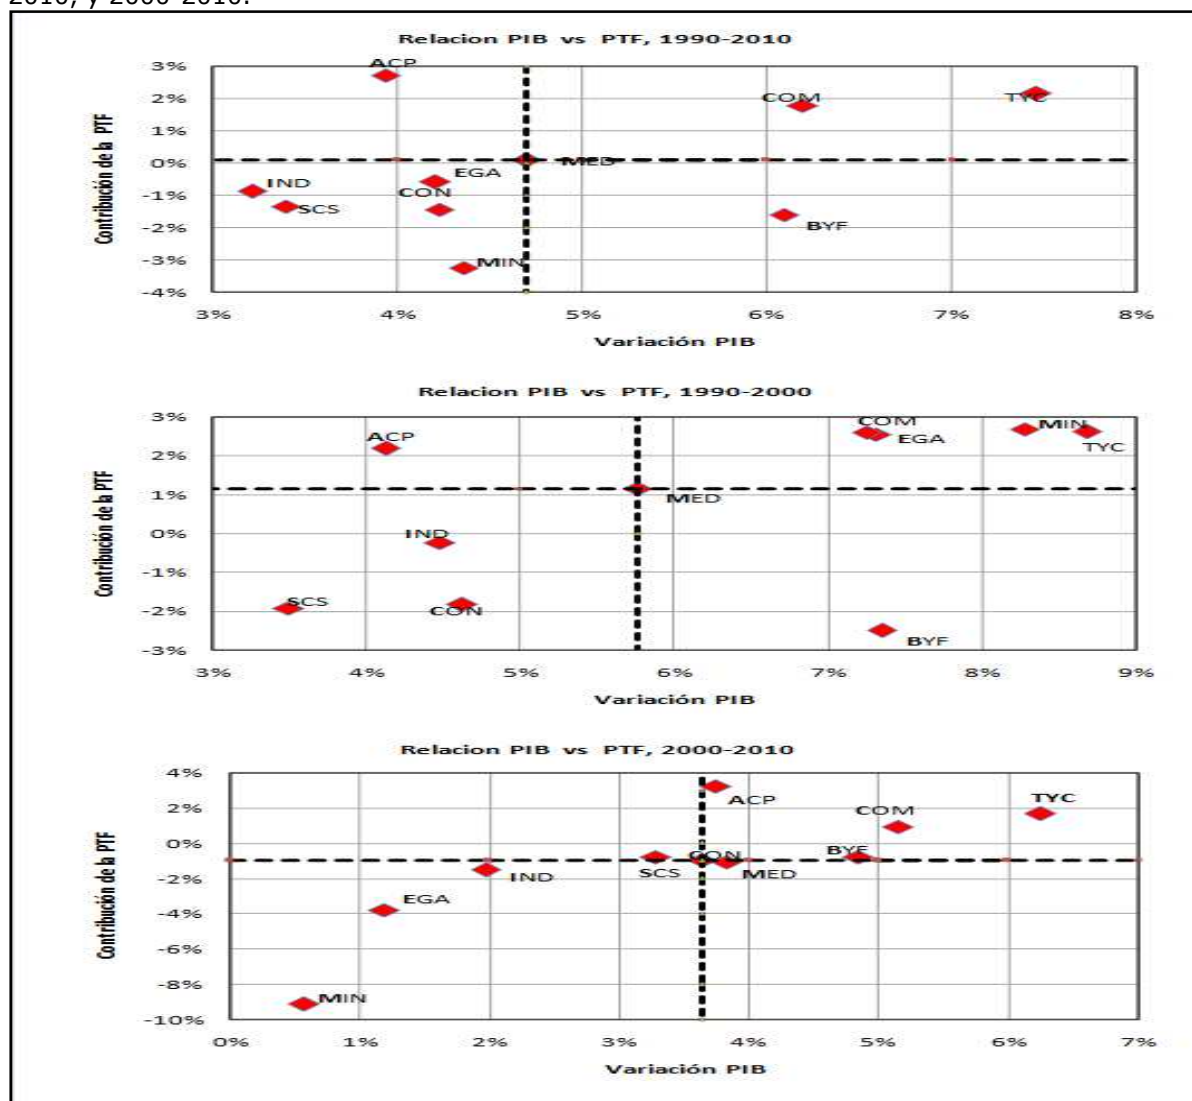 2010, y 2000-2010.
Relacion PIB vs PTF, 1990-2010
ACP
3%
2%
COM
TYC
1%
0%
MED
EGA
IND
-1%
CON
SCS
BYF
-2%
MIN
-3%
-4%
3% 4% 5% 6% 7% 8%
Contribución de la PTF
Variación PIB
Relacion PIB vs PTF, 1990-2000
3%
COM
MIN
ACP
EGA
TYC
2%
1%
MED
0%
IND
-1%
SCS
CON
-2%
BYF
-3%
3% 4% 5% 6% 7% 8% 9%
Contribución de la PTF
Variación PIB
Relacion PIB vs PTF, 2000-2010
4%
ACP
TYC
2%
COM
0%
CON
BYF
SCS
MED
IND
-2%
EGA
-4%
-6%
-8%
MIN
-10%
0% 1% 2% 3% 4% 5% 6% 7%
Contribución de la PTF
Variación PIB